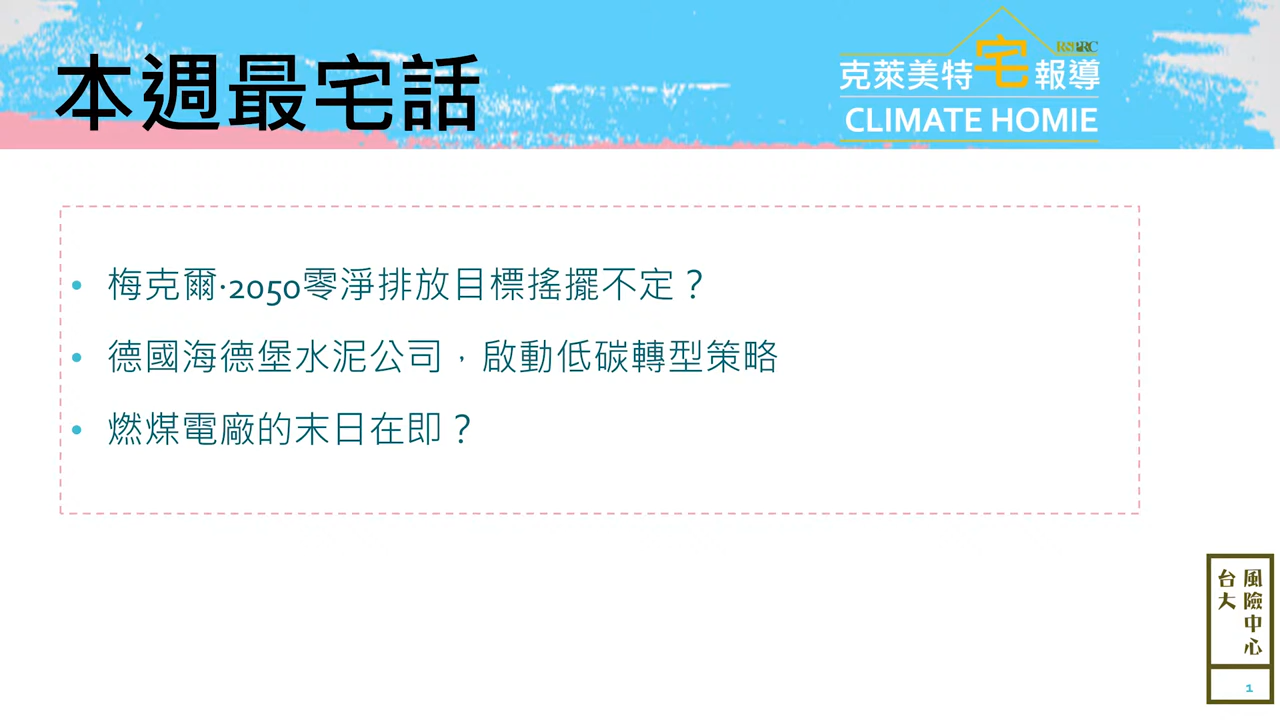 本週最宅話
RSPRC
克萊美特宅報導
CLIMATE HOMIE
• 梅克爾·2050零淨排放目標搖擺不定？
• 德國海德堡水泥公司，啟動低碳轉型策略
• 燃煤電廠的末日在即？
台大
風險中心
1